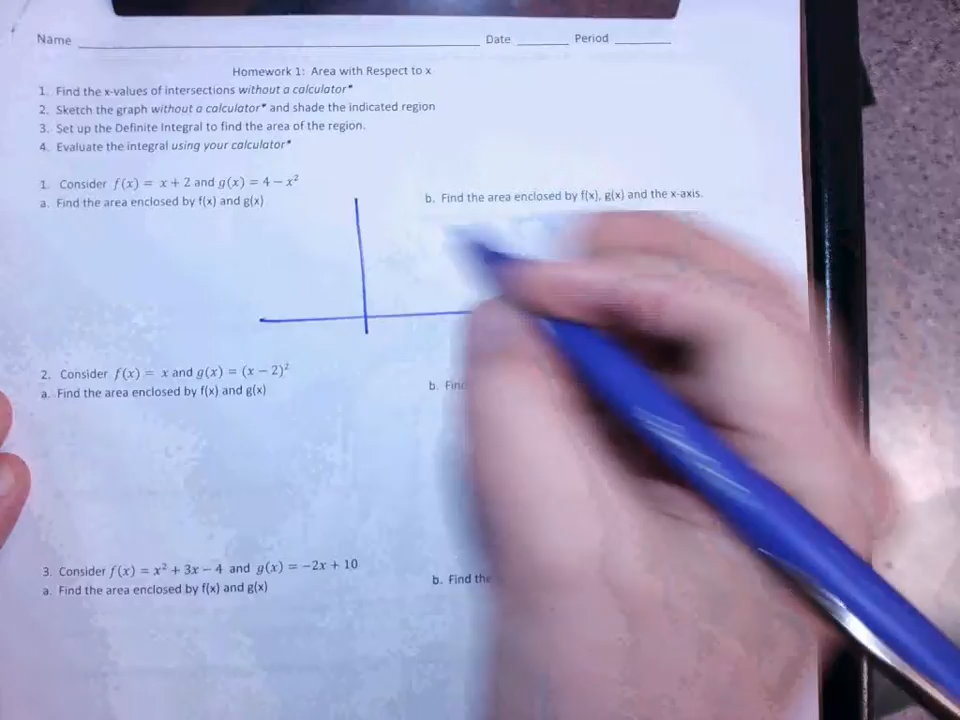 Name ____________ Date ______ Period ______
Homework 1: Area with Respect to x
1. Find the x-values of intersections without a calculator*
2. Sketch the graph without a calculator* and shade the indicated region
3. Set up the Definite Integral to find the area of the region.
4. Evaluate the integral using your calculator*
1. Consider f(x) = x + 2 and g(x) = 4 − x²
a. Find the area enclosed by f(x) and g(x)
b. Find the area enclosed by f(x), g(x) and the x-axis.
2. Consider f(x) = x and g(x) = (x − 2)²
a. Find the area enclosed by f(x) and g(x)
b.
3. Consider f(x) = x² + 3x − 4 and g(x) = −2x + 10
a. Find the area enclosed by f(x) and g(x)
b. Find the